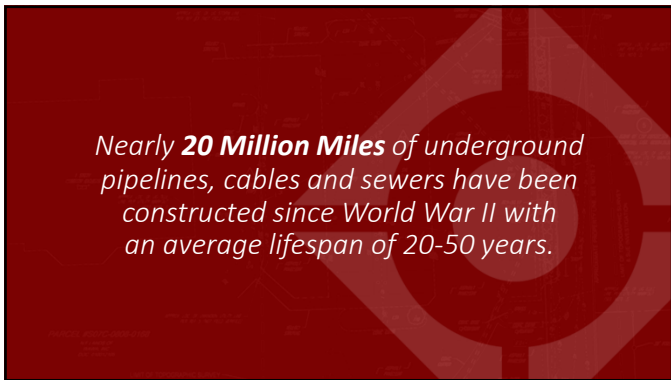 Nearly 20 Million Miles of underground
pipelines, cables and sewers have been
constructed since World War II with
an average lifespan of 20-50 years.